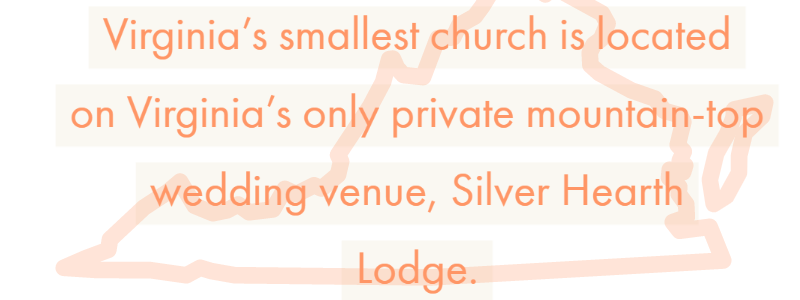 Virginia’s smallest church is located
on Virginia’s only private mountain-top
wedding venue, Silver Hearth
Lodge.